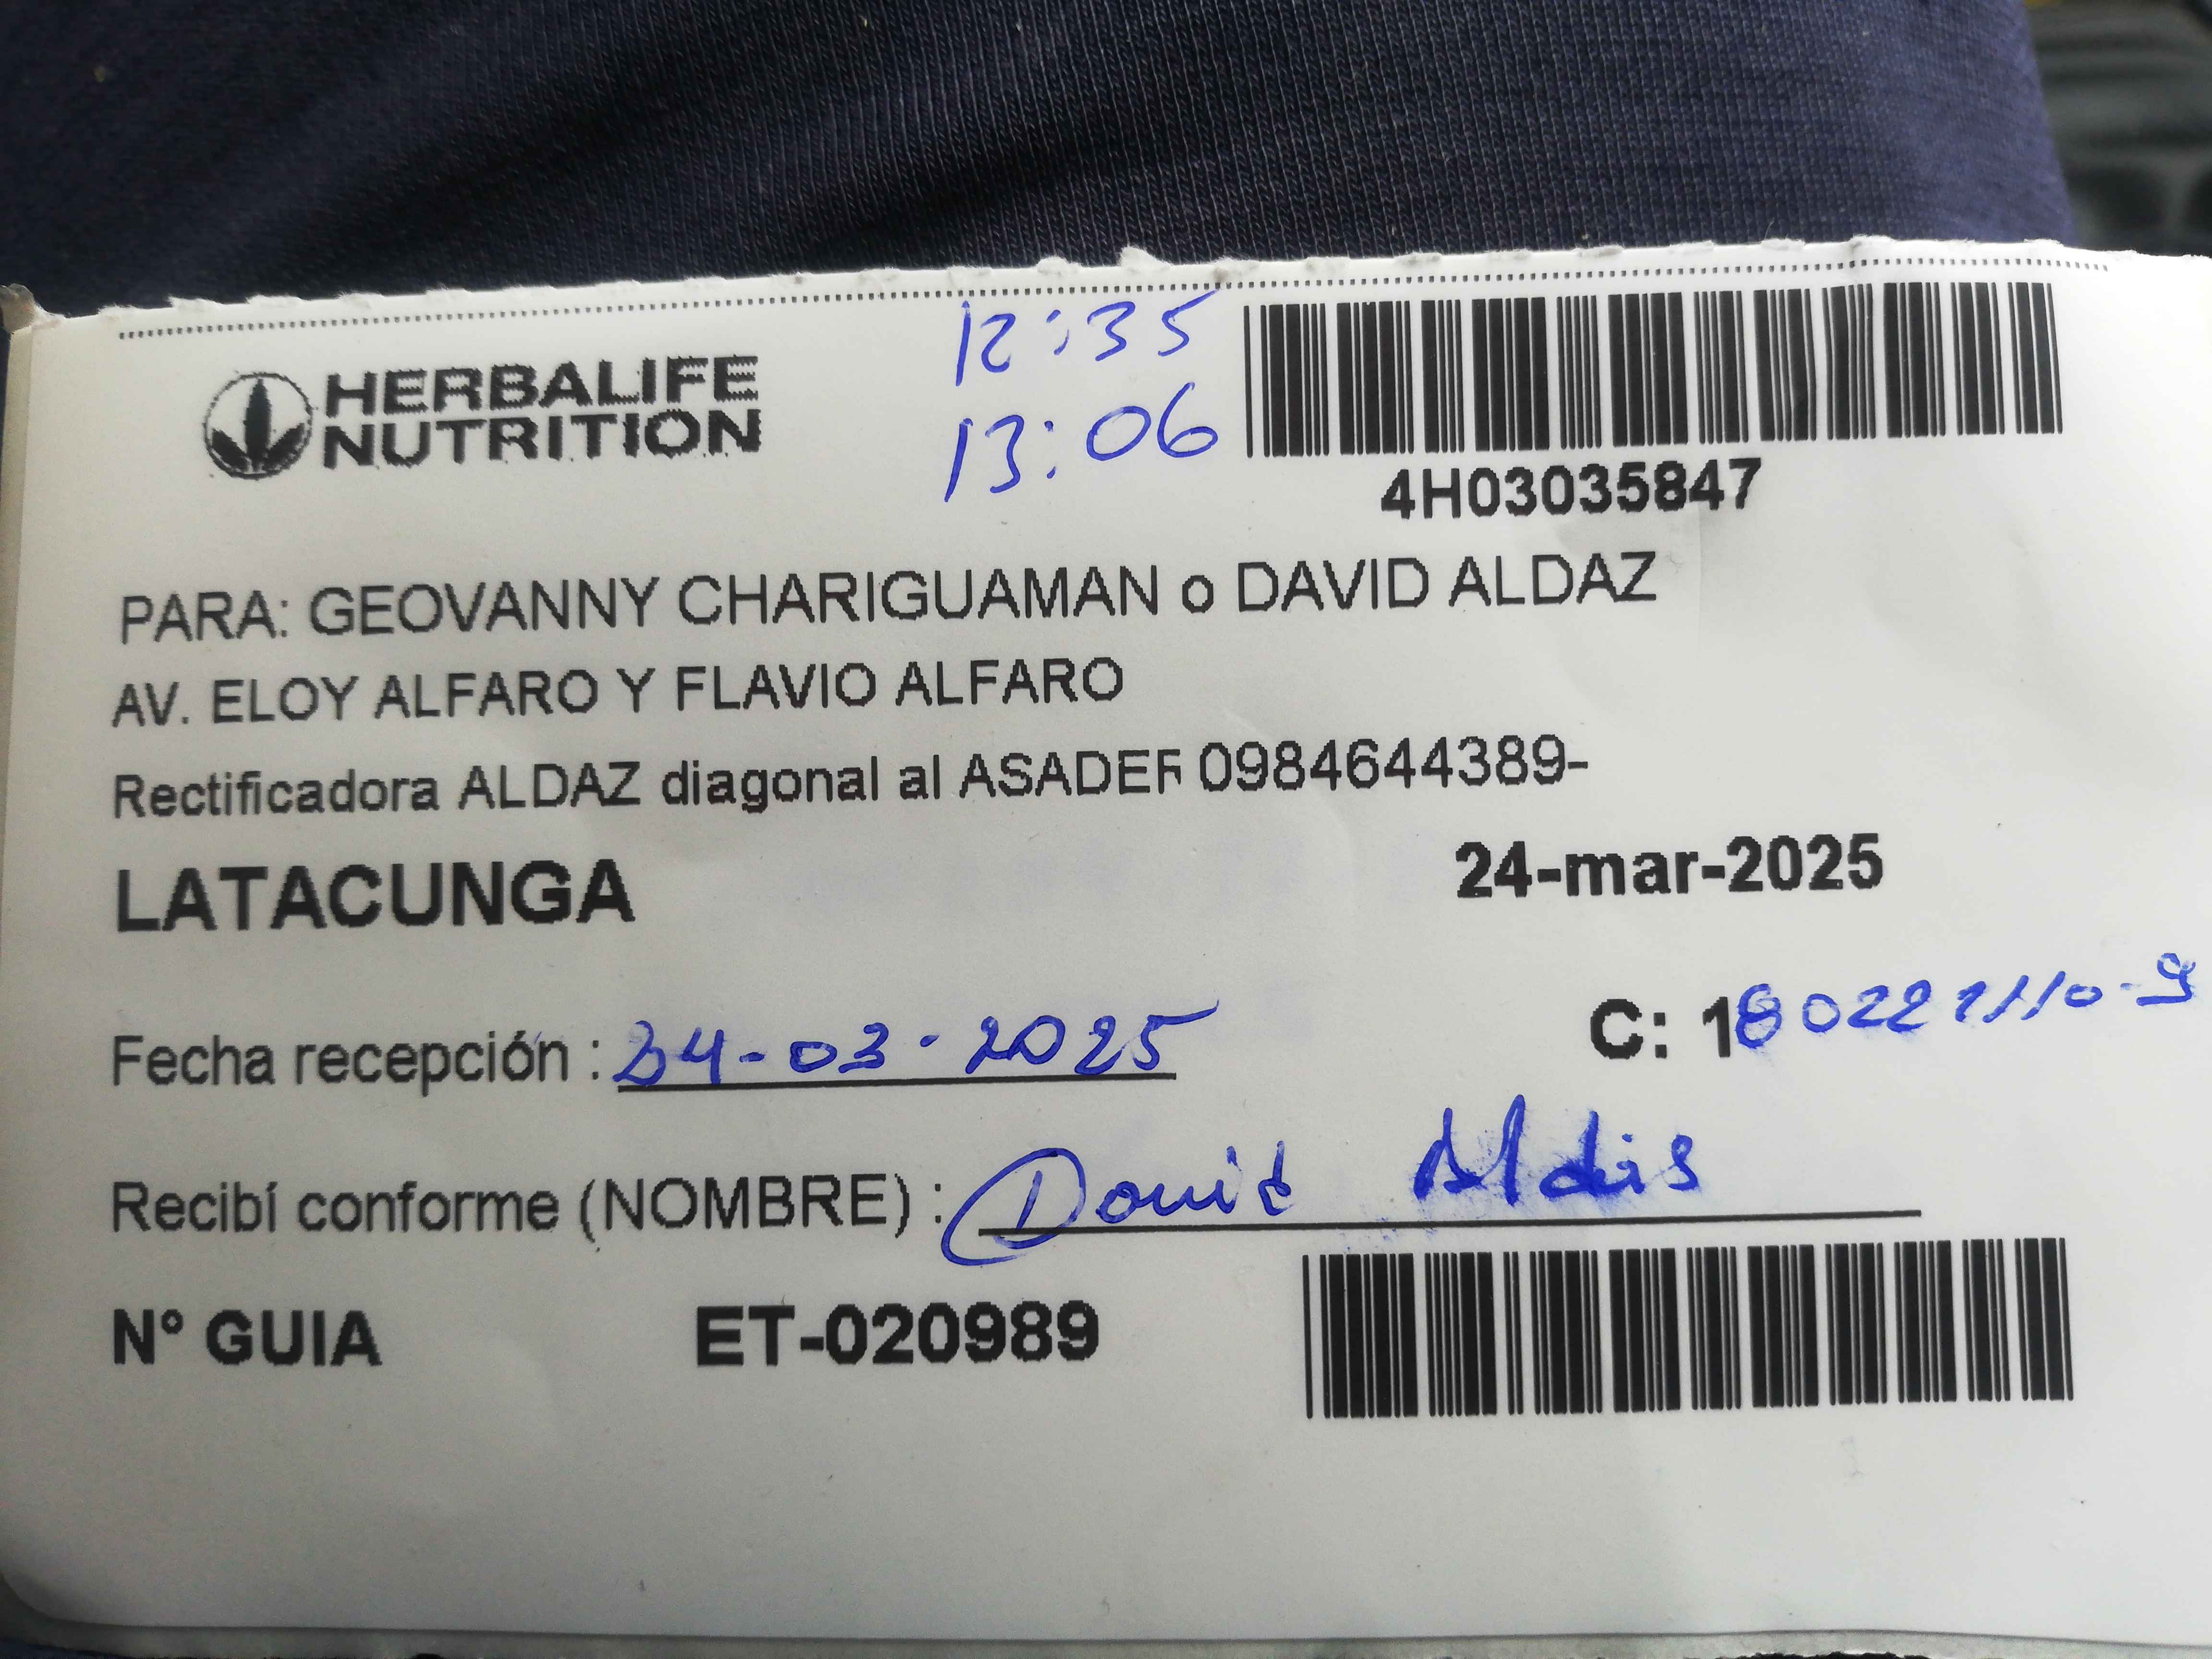 12:35
HERBALIFE
NUTRITION
13:06
4H03035847
PARA: GEOVANNY CHARIGUAMAN o DAVID ALDAZ
AV. ELOY ALFARO Y FLAVIO ALFARO
Rectificadora ALDAZ diagonal al ASADEF 0984644389-
LATACUNGA
24-mar-2025
Fecha recepción : 24-03-2025
C: 180221110-9
Recibí conforme (NOMBRE) : David
N° GUIA ET-020989